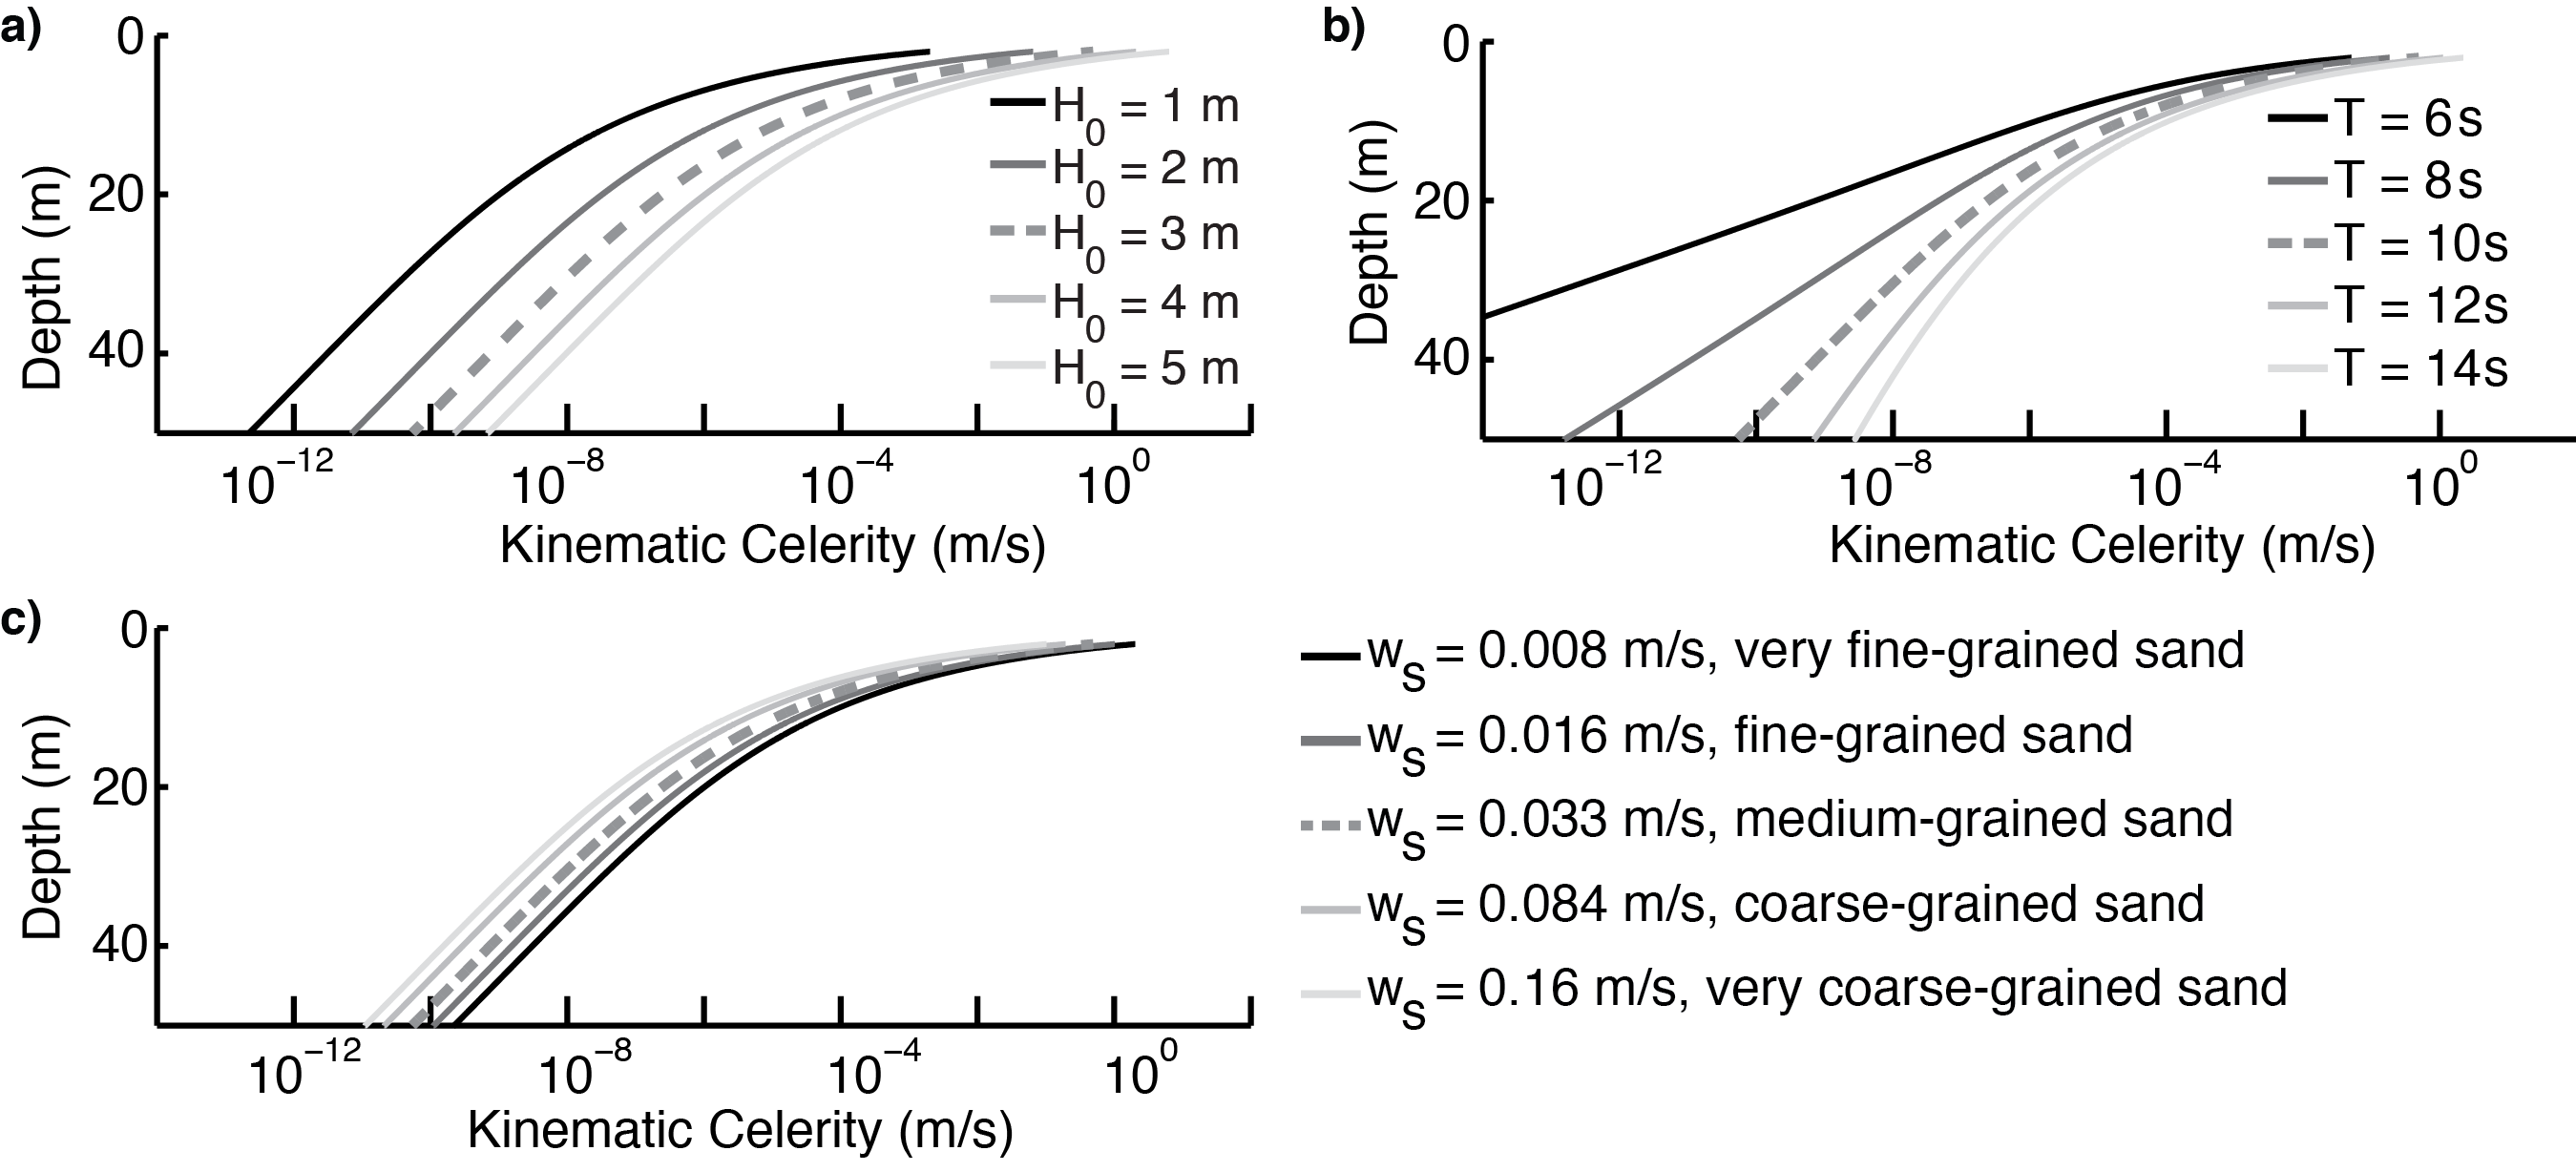 a)
0
20
40
Depth (m)
H0 = 1 m
H0 = 2 m
H0 = 3 m
H0 = 4 m
H0 = 5 m
10−12 10−8 10−4 100
Kinematic Celerity (m/s)
b)
0
20
40
Depth (m)
T = 6s
T = 8s
T = 10s
T = 12s
T = 14s
10−12 10−8 10−4 100
Kinematic Celerity (m/s)
c)
0
20
40
Depth (m)
10−12 10−8 10−4 100
Kinematic Celerity (m/s)
wS = 0.008 m/s, very fine-grained sand
wS = 0.016 m/s, fine-grained sand
wS = 0.033 m/s, medium-grained sand
wS = 0.084 m/s, coarse-grained sand
wS = 0.16 m/s, very coarse-grained sand